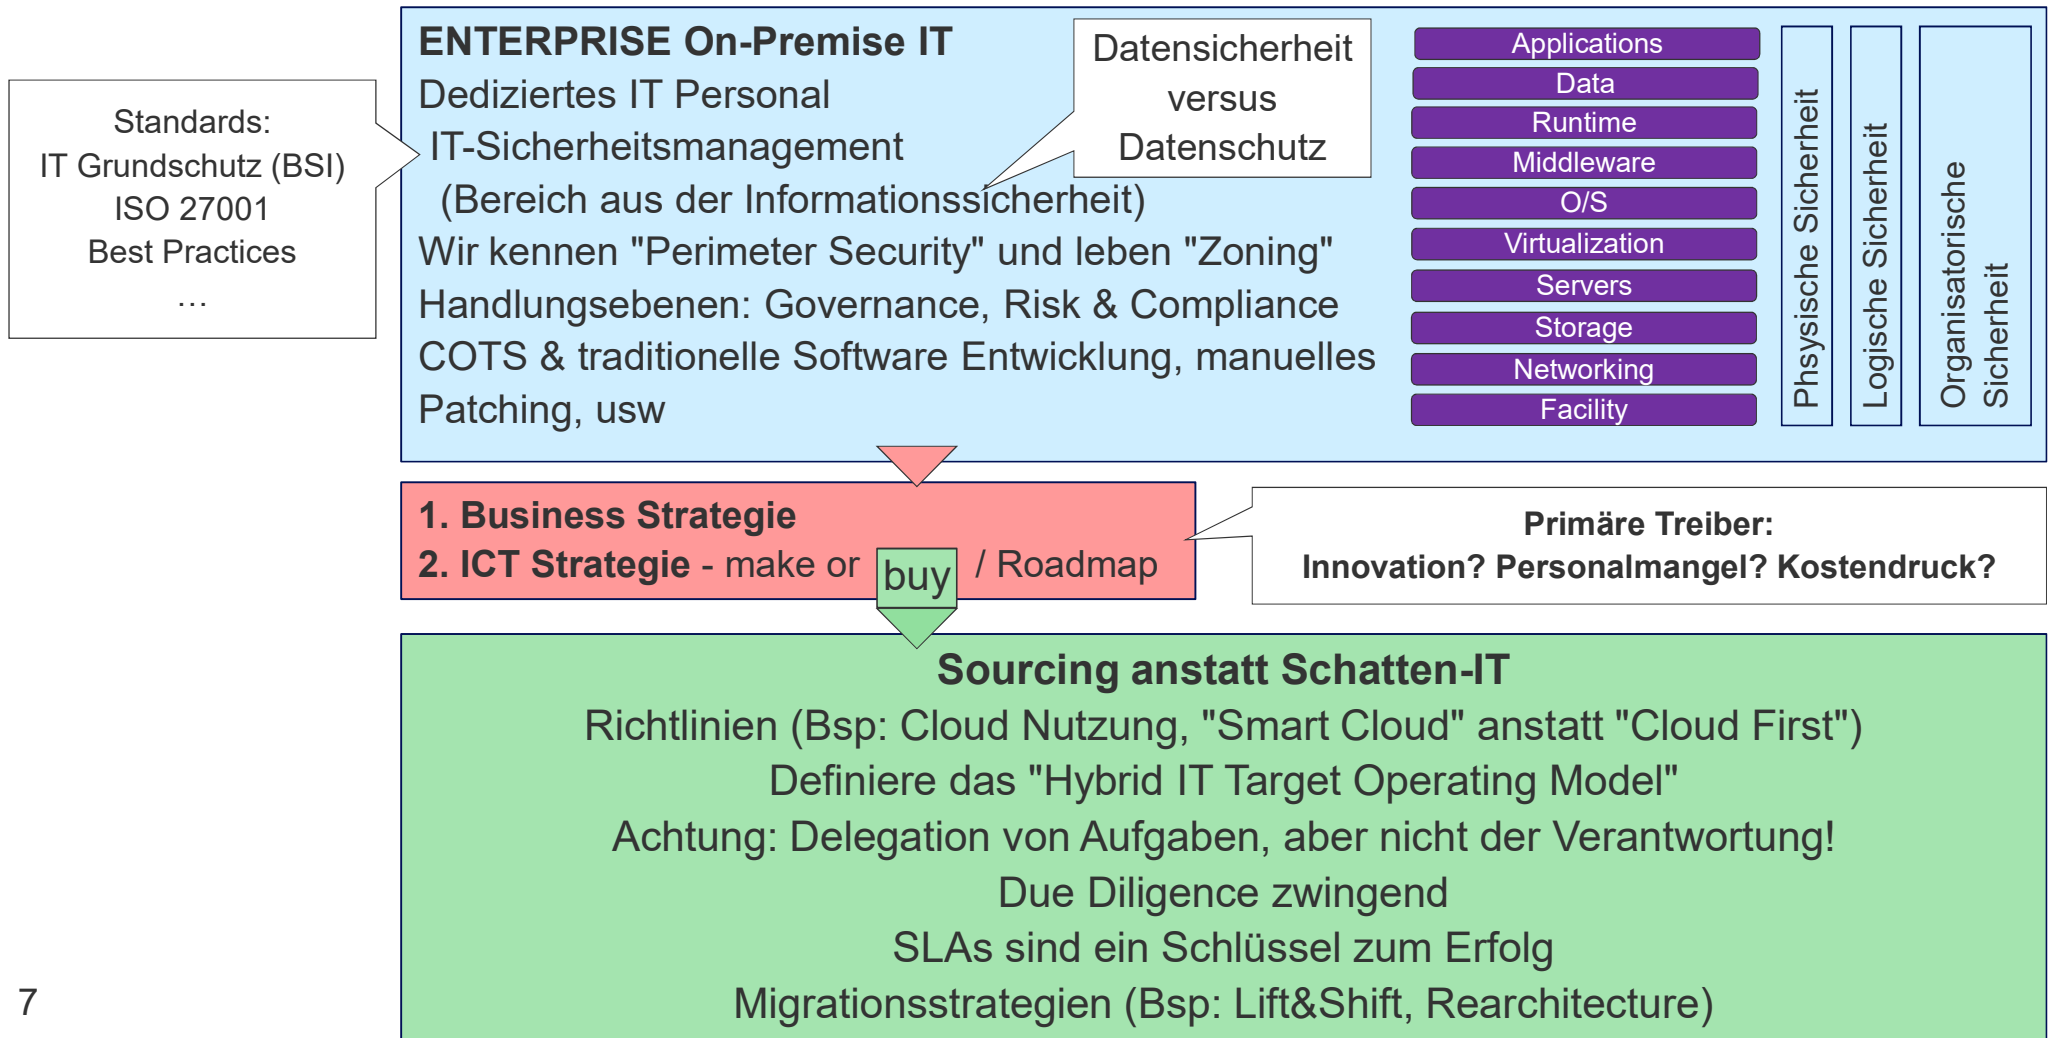 ENTERPRISE On-Premise IT
Dediziertes IT Personal
IT-Sicherheitsmanagement
(Bereich aus der Informationssicherheit)
Wir kennen "Perimeter Security" und leben "Zoning"
Handlungsebenen: Governance, Risk & Compliance
COTS & traditionelle Software Entwicklung, manuelles
Patching, usw
Standards:
IT Grundschutz (BSI)
ISO 27001
Best Practices
…
Datensicherheit
versus
Datenschutz
Applications
Data
Runtime
Middleware
O/S
Virtualization
Servers
Storage
Networking
Facility
Phsysische Sicherheit
Logische Sicherheit
Organisatorische
Sicherheit
1. Business Strategie
2. ICT Strategie - make or buy / Roadmap
Primäre Treiber:
Innovation? Personalmangel? Kostendruck?
Sourcing anstatt Schatten-IT
Richtlinien (Bsp: Cloud Nutzung, "Smart Cloud" anstatt "Cloud First")
Definiere das "Hybrid IT Target Operating Model"
Achtung: Delegation von Aufgaben, aber nicht der Verantwortung!
Due Diligence zwingend
SLAs sind ein Schlüssel zum Erfolg
Migrationsstrategien (Bsp: Lift&Shift, Rearchitecture)
7